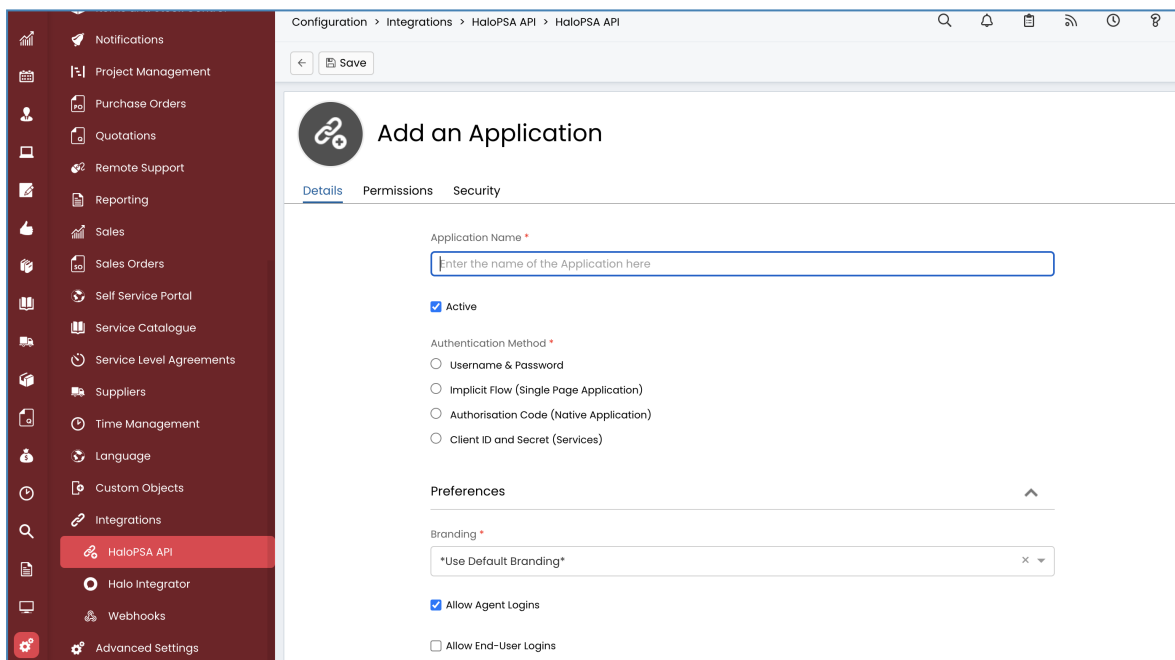 Configuration > Integrations > HaloPSA API > HaloPSA API
Notifications
Project Management
Purchase Orders
Quotations
Remote Support
Reporting
Sales
Sales Orders
Self Service Portal
Service Catalogue
Service Level Agreements
Suppliers
Time Management
Language
Custom Objects
Integrations
HaloPSA API
Halo Integrator
Webhooks
Advanced Settings
Save
Add an Application
Details Permissions Security
Application Name *
Enter the name of the Application here
Active
Authentication Method *
Username & Password
Implicit Flow (Single Page Application)
Authorisation Code (Native Application)
Client ID and Secret (Services)
Preferences
Branding *
*Use Default Branding*
Allow Agent Logins
Allow End-User Logins